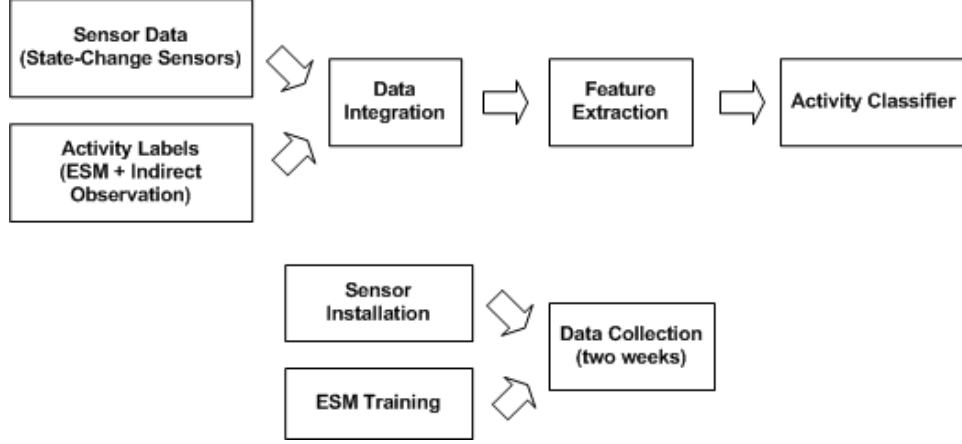 Sensor Data
(State-Change Sensors)
Activity Labels
(ESM + Indirect
Observation)
Data
Integration
Feature
Extraction
Activity Classifier
Sensor
Installation
ESM Training
Data Collection
(two weeks)